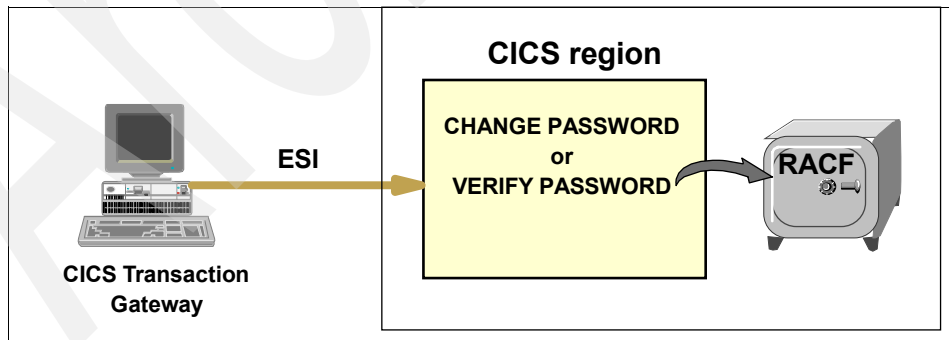 CICS region
CHANGE PASSWORD
or
VERIFY PASSWORD
ESI
RACF
CICS Transaction
Gateway